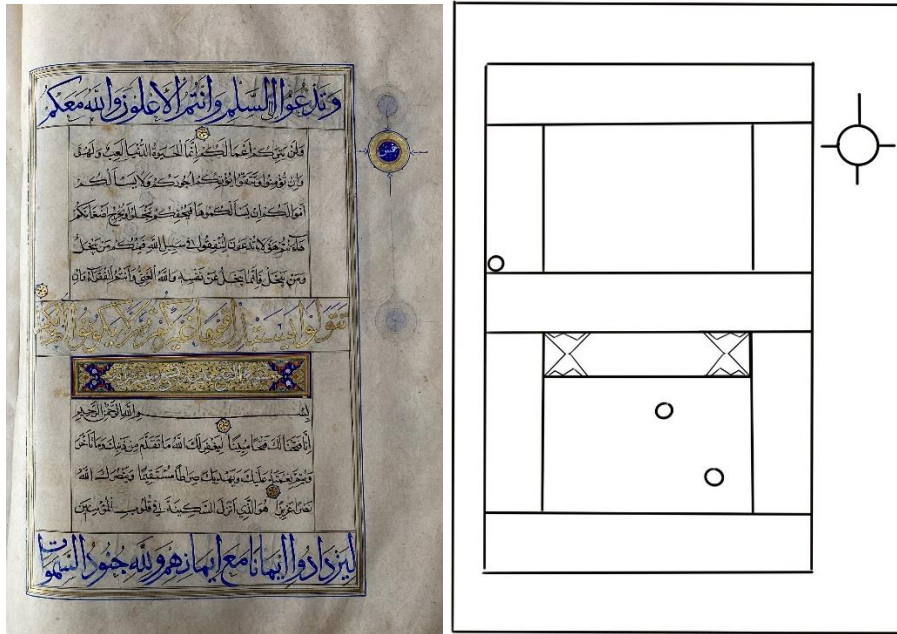 وتدعوا الى السلم وانتم الاعلون والله معكم
خمس
ولن يتركم اعمالكم انما الحيوة الدنيا لعب ولهو
وان تؤمنوا وتتقوا يؤتكم اجوركم ولا يسألكم
اموالكم ان يسألكموها فيحفكم تبخلوا ويخرج اضغانكم
هاانتم هؤلاء تدعون لتنفقوا في سبيل الله فمنكم من يبخل
ومن يبخل فانما يبخل عن نفسه والله الغني وانتم الفقراء وان
تتولوا يستبدل قوما غيركم ثم لا يكونوا امثالكم
بسم الله الرحمن الرحيم
انا فتحنا لك فتحا مبينا ليغفر لك الله ما تقدم من ذنبك وما تأخر
ويتم نعمته عليك ويهديك صراطا مستقيما وينصرك الله
نصرا عزيزا هو الذي انزل السكينة في قلوب المؤمنين
ليزدادوا ايمانا مع ايمانهم ولله جنود السموات